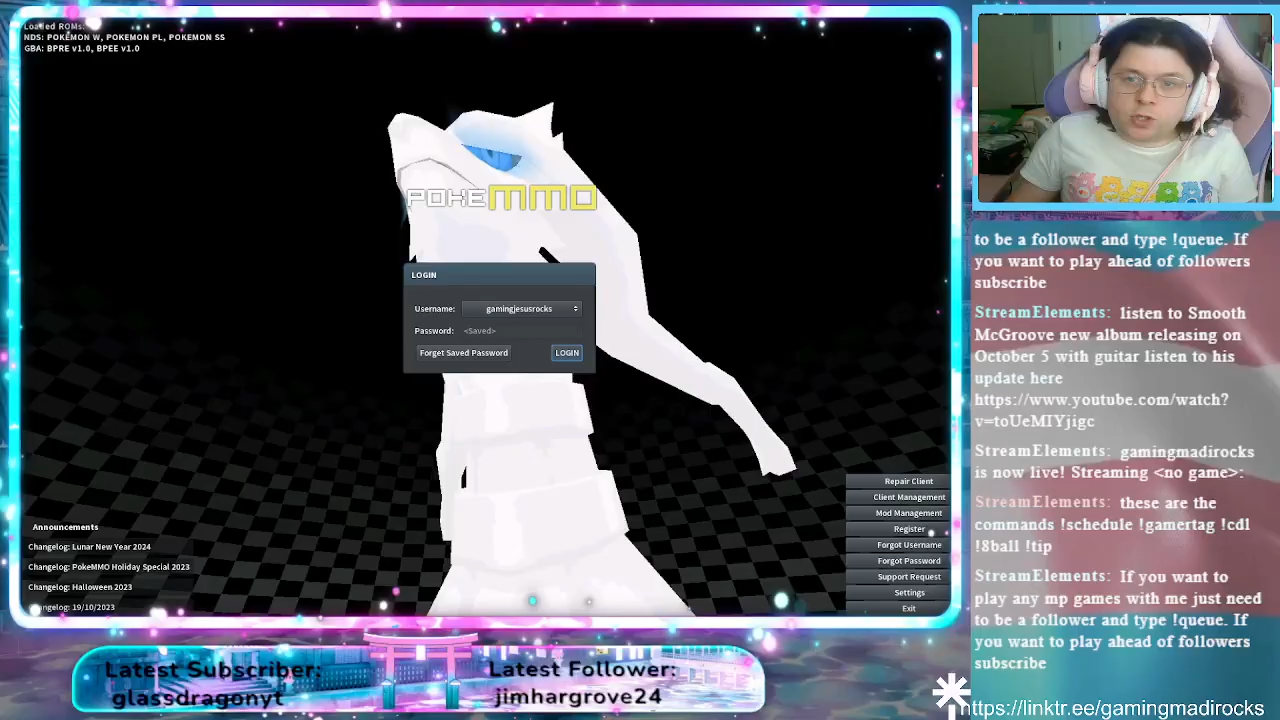 Loaded ROMs:
NDS: POKEMON W, POKEMON PL, POKEMON SS
GBA: BPRE v1.0, BPEE v1.0
POKEMMO
LOGIN
Username: gamingjesusrocks
Password: <Saved>
Forget Saved Password LOGIN
Repair Client
Client Management
Mod Management
Register
Forgot Username
Forgot Password
Support Request
Settings
Exit
Announcements
Changelog: Lunar New Year 2024
Changelog: PokeMMO Holiday Special 2023
Changelog: Halloween 2023
Changelog: 19/10/2023
Latest Subscriber:
glassdragonyt
Latest Follower:
jimhargrove24
to be a follower and type !queue. If
you want to play ahead of followers
subscribe
StreamElements: listen to Smooth
McGroove new album releasing on
October 5 with guitar listen to his
update here
https://www.youtube.com/watch?
v=toUeMIYjigc
StreamElements: gamingmadirocks
is now live! Streaming <no game>:
StreamElements: these are the
commands !schedule !gamertag !cdl
!8ball !tip
StreamElements: If you want to
play any mp games with me just need
to be a follower and type !queue. If
you want to play ahead of followers
subscribe
https://linktr.ee/gamingmadirocks